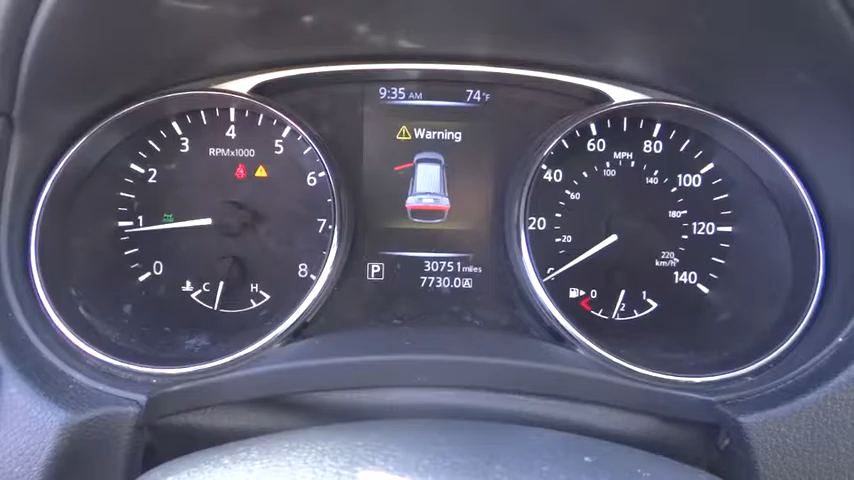 9:35 AM 74°F
Warning
P 30751 miles
7730.0 A
RPMx1000
0 1 2 3 4 5 6 7 8
C H
MPH
20 40 60 80 100 120 140
20 60 100 140 180 220
km/h
0 1/2 1